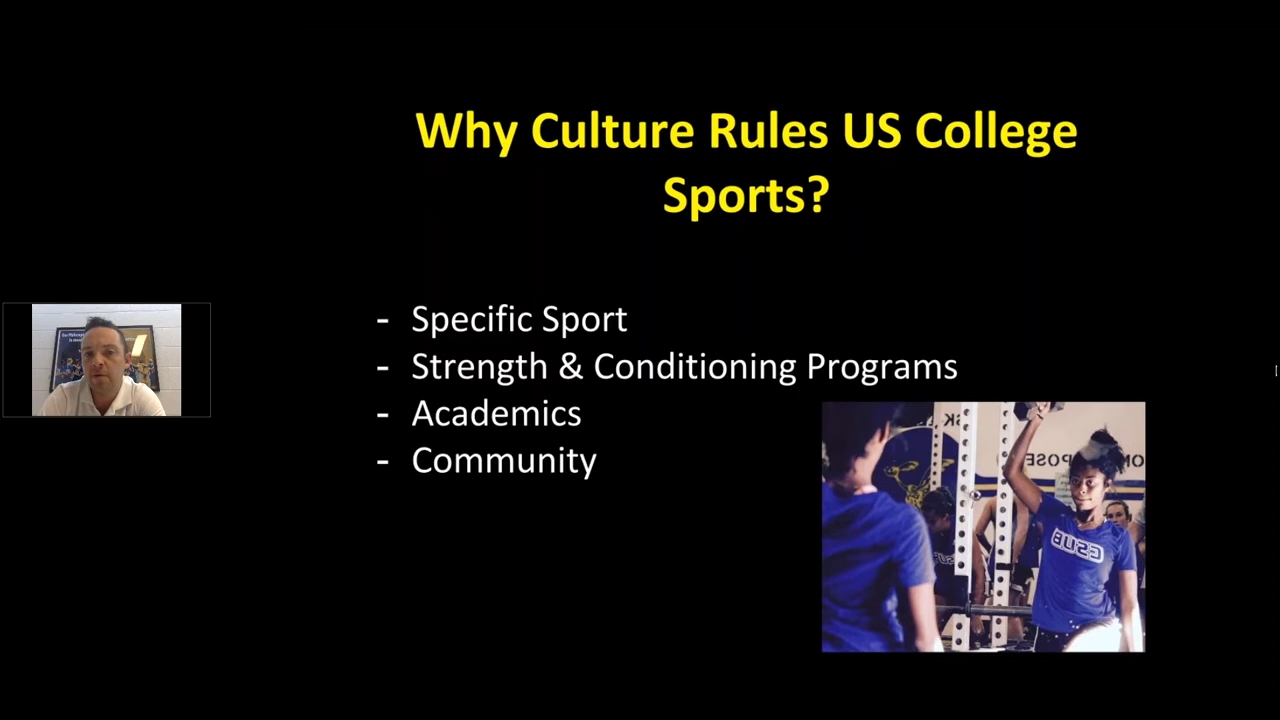 Why Culture Rules US College
Sports?
- Specific Sport
- Strength & Conditioning Programs
- Academics
- Community
CSUB